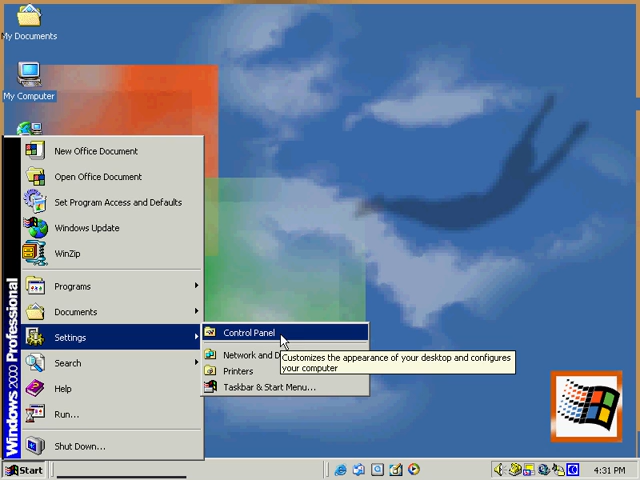 My Documents
My Computer
New Office Document
Open Office Document
Set Program Access and Defaults
Windows Update
WinZip
Programs
Documents
Settings
Search
Help
Run...
Shut Down...
Windows 2000 Professional
Control Panel
Network and D
Printers
Taskbar & Start Menu...
Customizes the appearance of your desktop and configures
your computer
Start
4:31 PM